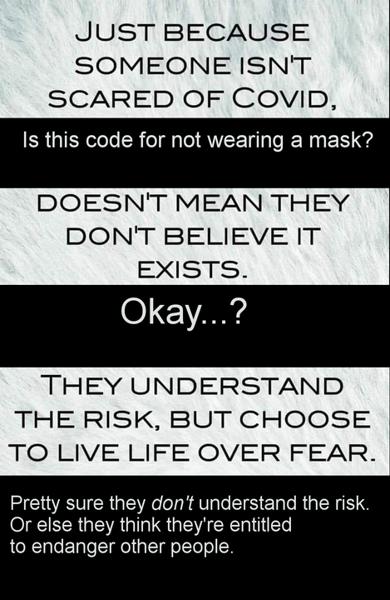 JUST BECAUSE
SOMEONE ISN'T
SCARED OF COVID,
Is this code for not wearing a mask?
DOESN'T MEAN THEY
DON'T BELIEVE IT
EXISTS.
Okay...?
THEY UNDERSTAND
THE RISK, BUT CHOOSE
TO LIVE LIFE OVER FEAR.
Pretty sure they don't understand the risk.
Or else they think they're entitled
to endanger other people.